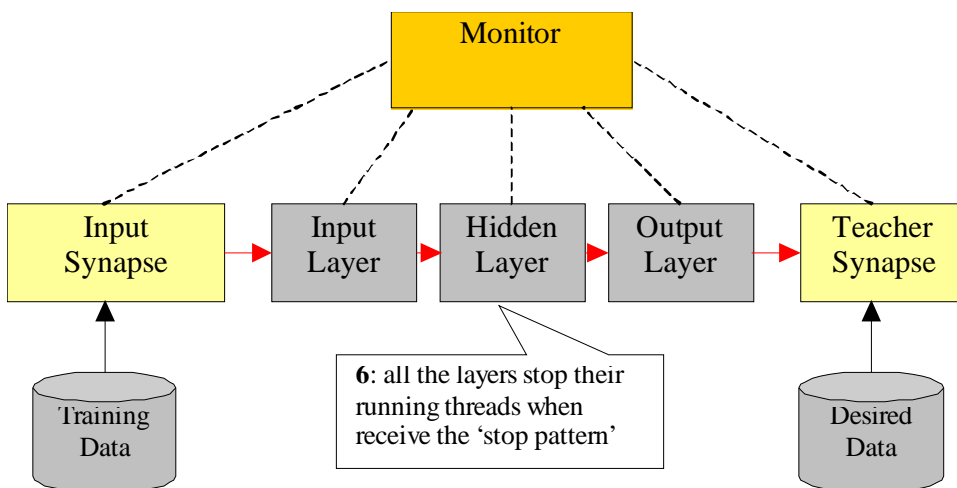 Monitor
Input
Synapse
Input
Layer
Hidden
Layer
Output
Layer
Teacher
Synapse
6: all the layers stop their
running threads when
receive the ‘stop pattern’
Training
Data
Desired
Data